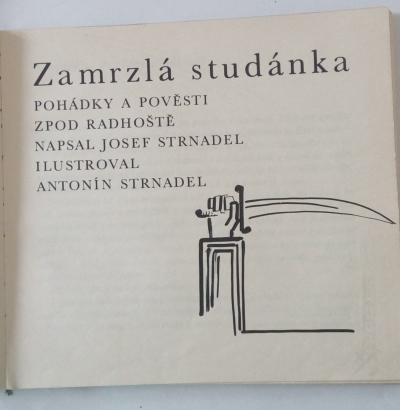 Zamrzlá studánka
POHÁDKY A POVĚSTI
ZPOD RADHOŠTĚ
NAPSAL JOSEF STRNADEL
ILUSTROVAL
ANTONÍN STRNADEL